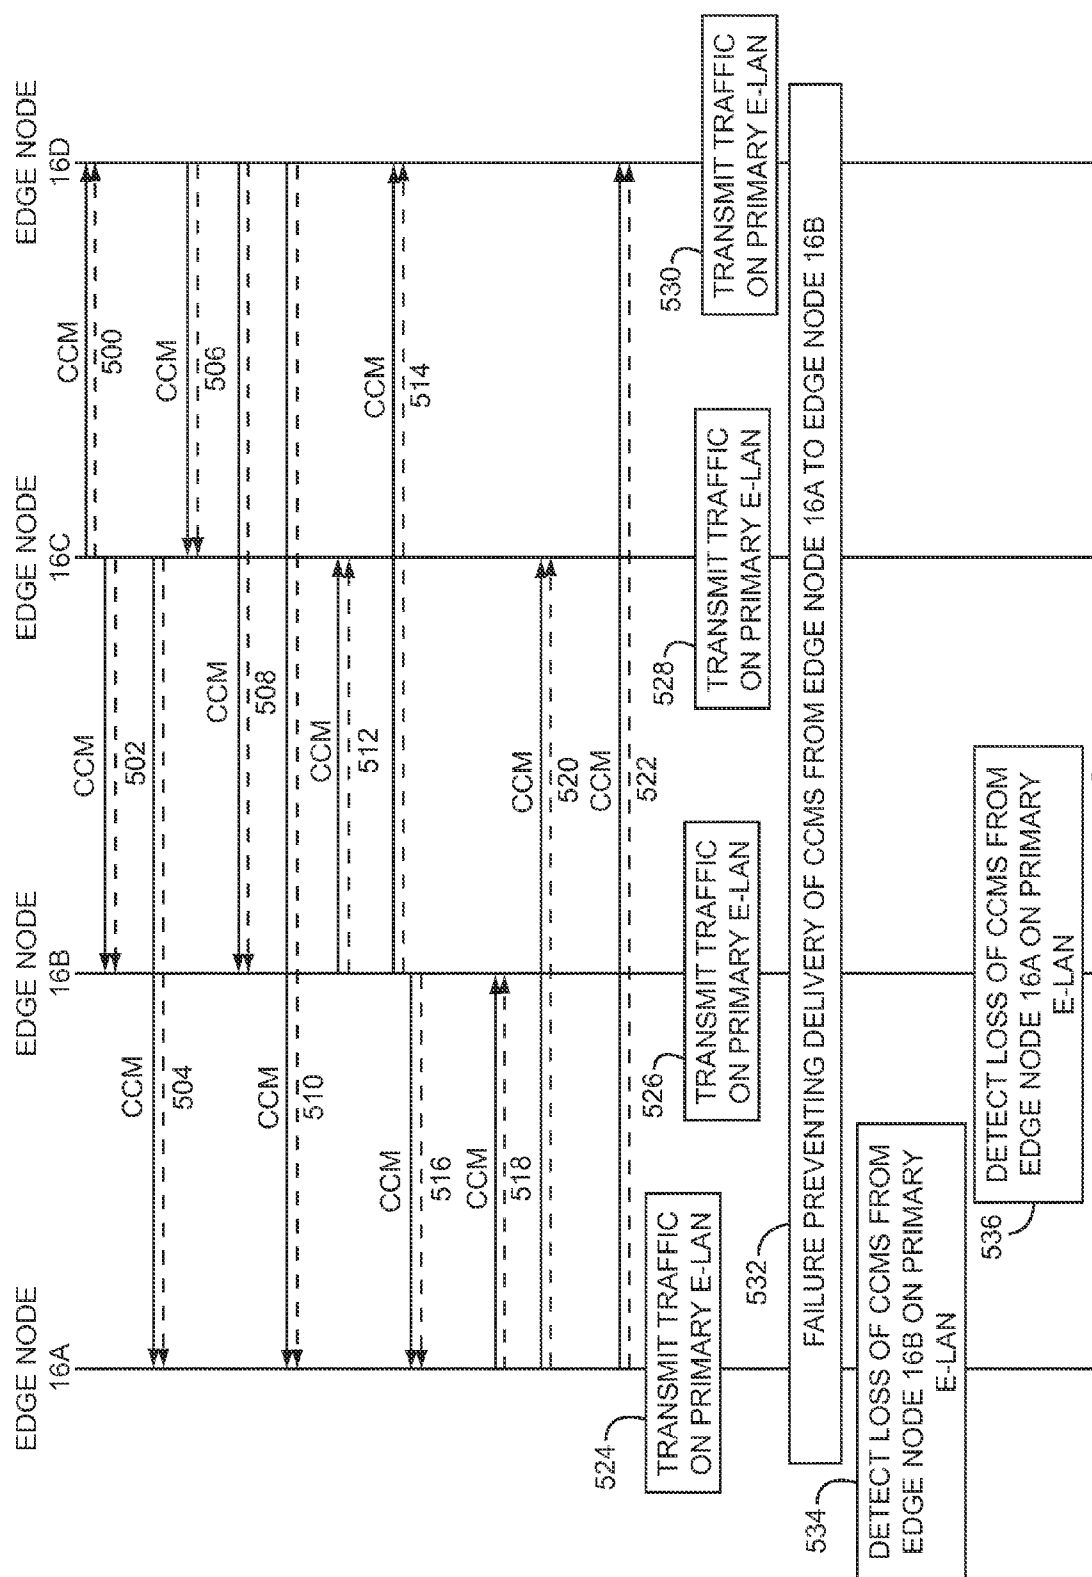 EDGE NODE
16A
EDGE NODE
16B
EDGE NODE
16C
EDGE NODE
16D
CCM
500
CCM
502
CCM
504
CCM
506
CCM
508
CCM
510
CCM
512
CCM
514
CCM
516
CCM
518
CCM
520
CCM
522
524
TRANSMIT TRAFFIC
ON PRIMARY E-LAN
526
TRANSMIT TRAFFIC
ON PRIMARY E-LAN
528
TRANSMIT TRAFFIC
ON PRIMARY E-LAN
530
TRANSMIT TRAFFIC
ON PRIMARY E-LAN
532
FAILURE PREVENTING DELIVERY OF CCMS FROM EDGE NODE 16A TO EDGE NODE 16B
534
DETECT LOSS OF CCMS FROM
EDGE NODE 16B ON PRIMARY
E-LAN
536
DETECT LOSS OF CCMS FROM
EDGE NODE 16A ON PRIMARY
E-LAN